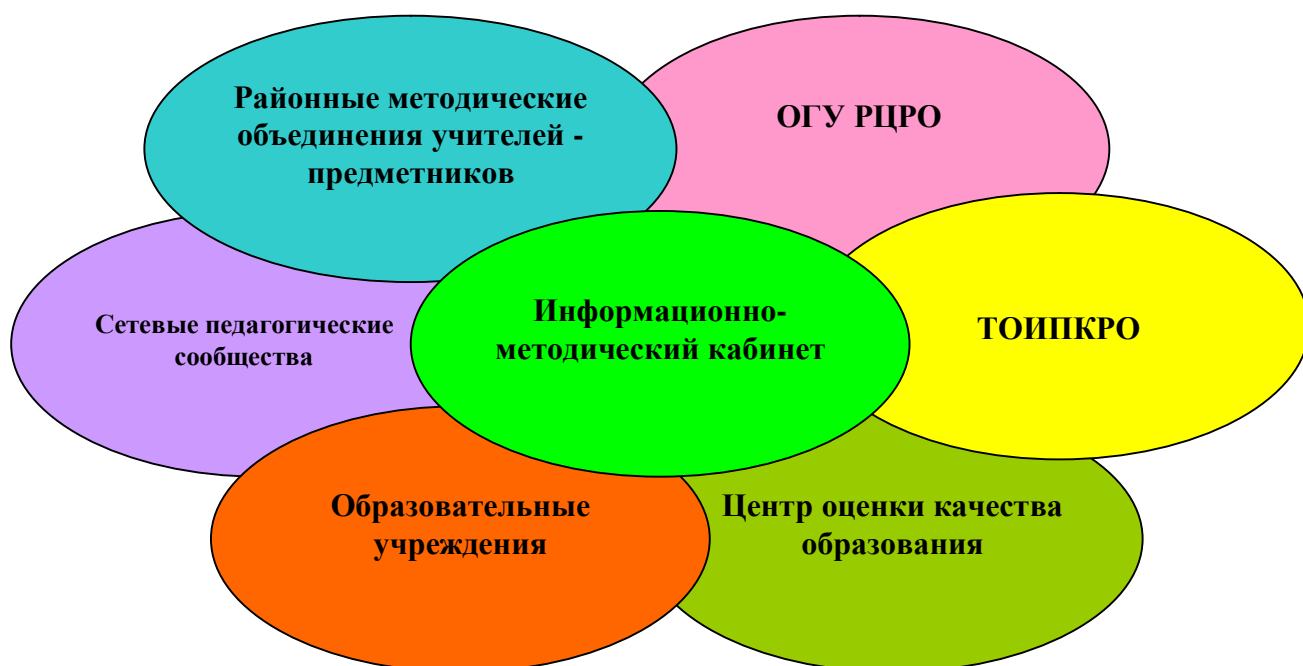 Районные методические
объединения учителей -
предметников
ОГУ РЦРО
Сетевые педагогические
сообщества
Информационно-
методический кабинет
ТОИПКРО
Образовательные
учреждения
Центр оценки качества
образования